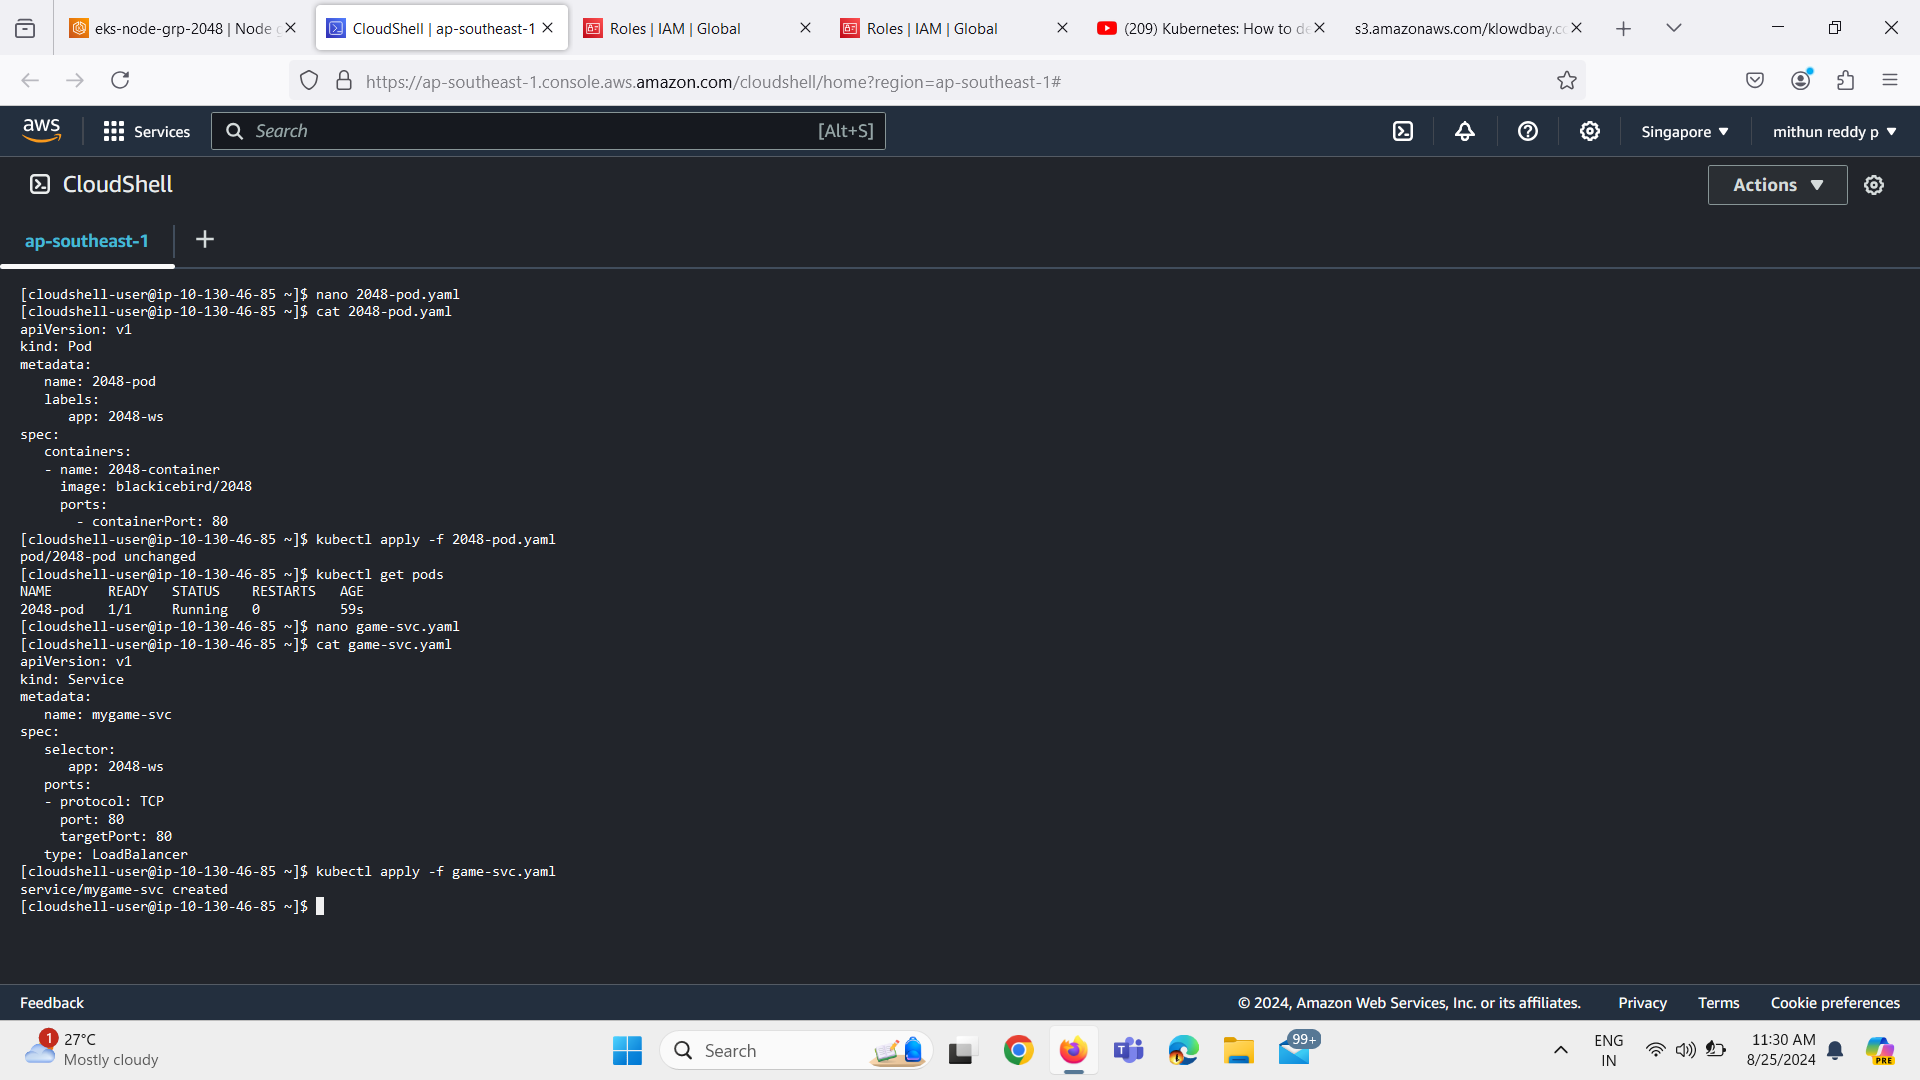 eks-node-grp-2048 | Node
CloudShell | ap-southeast-1
Roles | IAM | Global
Roles | IAM | Global
(209) Kubernetes: How to de
s3.amazonaws.com/klowdbay.co
https://ap-southeast-1.console.aws.amazon.com/cloudshell/home?region=ap-southeast-1#
aws
Services
Search
[Alt+S]
Singapore
mithun reddy p
CloudShell
Actions
ap-southeast-1
[cloudshell-user@ip-10-130-46-85 ~]$ nano 2048-pod.yaml
[cloudshell-user@ip-10-130-46-85 ~]$ cat 2048-pod.yaml
apiVersion: v1
kind: Pod
metadata:
   name: 2048-pod
   labels:
      app: 2048-ws
spec:
   containers:
   - name: 2048-container
     image: blackicebird/2048
     ports:
       - containerPort: 80
[cloudshell-user@ip-10-130-46-85 ~]$ kubectl apply -f 2048-pod.yaml
pod/2048-pod unchanged
[cloudshell-user@ip-10-130-46-85 ~]$ kubectl get pods
NAME       READY   STATUS    RESTARTS   AGE
2048-pod   1/1     Running   0          59s
[cloudshell-user@ip-10-130-46-85 ~]$ nano game-svc.yaml
[cloudshell-user@ip-10-130-46-85 ~]$ cat game-svc.yaml
apiVersion: v1
kind: Service
metadata:
   name: mygame-svc
spec:
   selector:
      app: 2048-ws
   ports:
   - protocol: TCP
     port: 80
     targetPort: 80
   type: LoadBalancer
[cloudshell-user@ip-10-130-46-85 ~]$ kubectl apply -f game-svc.yaml
service/mygame-svc created
[cloudshell-user@ip-10-130-46-85 ~]$
Feedback
© 2024, Amazon Web Services, Inc. or its affiliates.
Privacy
Terms
Cookie preferences
1
27°C
Mostly cloudy
Search
99+
ENG
IN
11:30 AM
8/25/2024
PRE